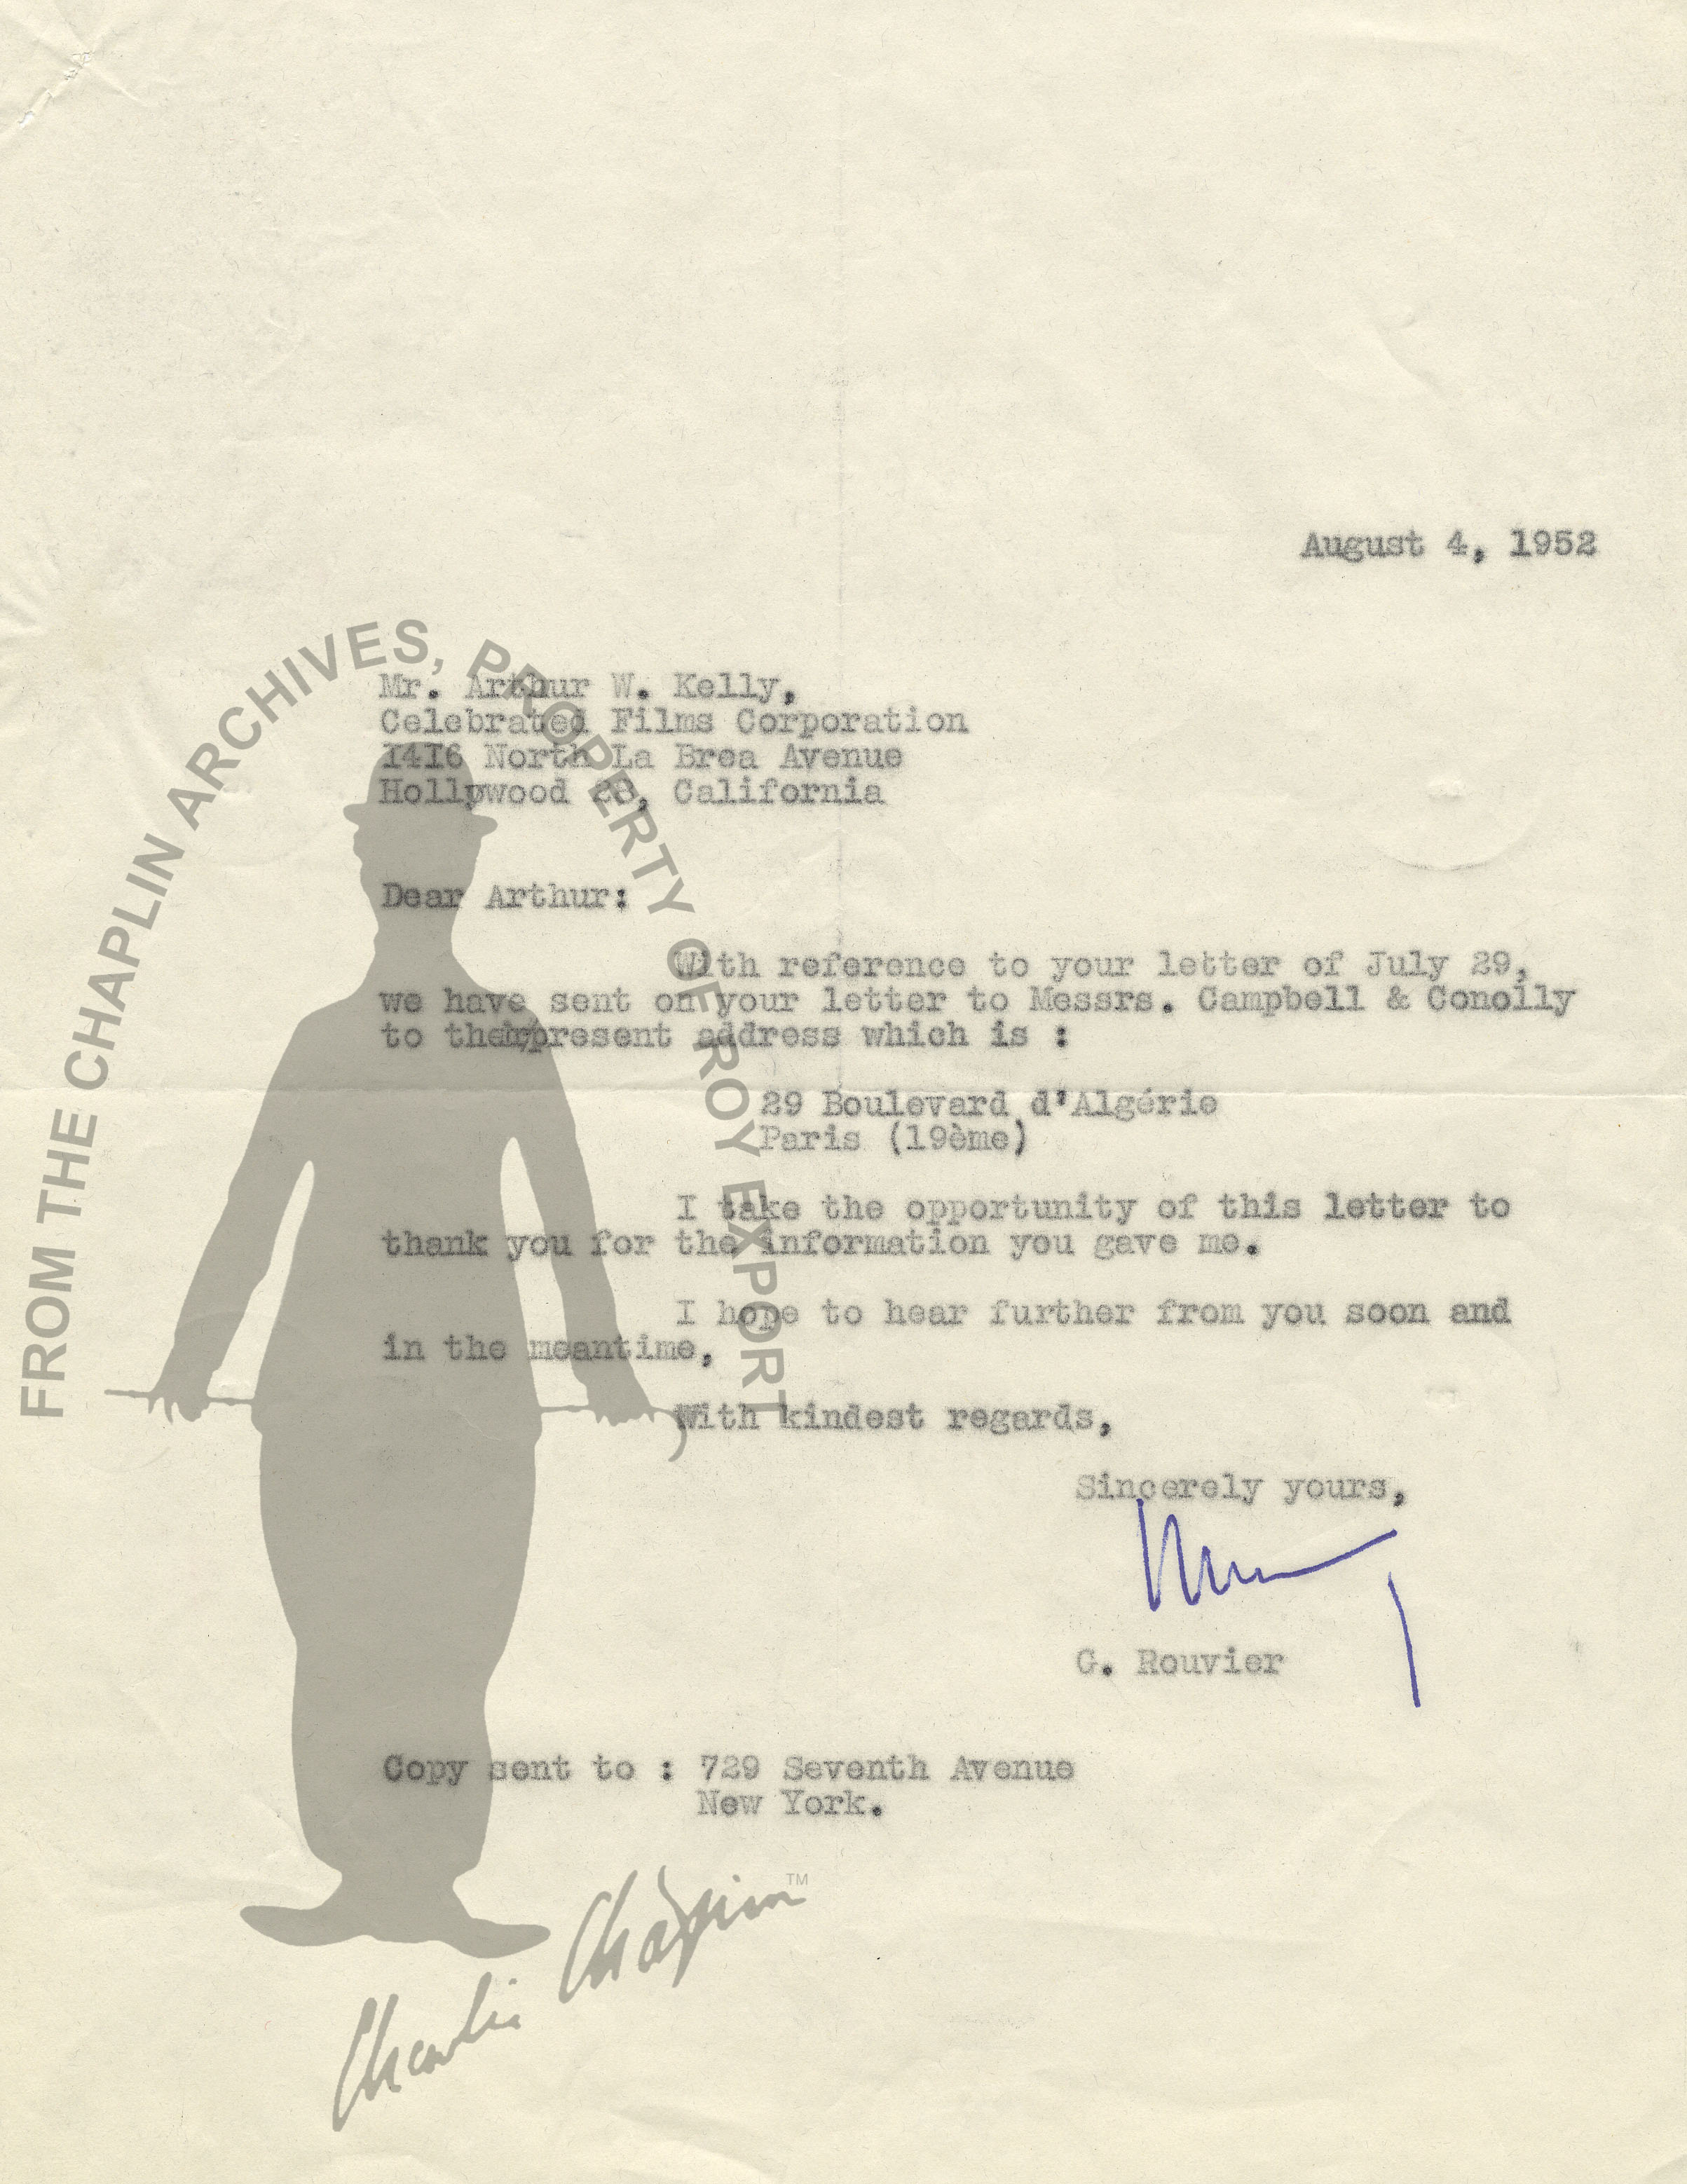 August 4, 1952
FROM THE CHAPLIN ARCHIVES, PROPERTY OF ROY EXPORT
Mr. Arthur W. Kelly,
Celebrated Films Corporation
1416 North La Brea Avenue
Hollywood 28, California
Dear Arthur:
With reference to your letter of July 29,
we have sent on your letter to Messrs. Campbell & Conolly
to their present address which is :
29 Boulevard d'Algérie
Paris (19ème)
I take the opportunity of this letter to
thank you for the information you gave me.
I hope to hear further from you soon and
in the meantime,
With kindest regards,
Sincerely yours,
G. Rouvier
Copy sent to : 729 Seventh Avenue
New York.
Charlie Chaplin™